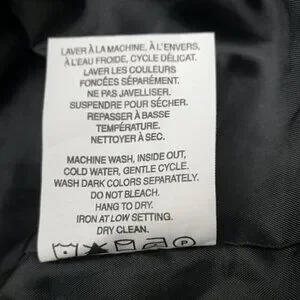 LAVER À LA MACHINE, À L'ENVERS,
À L'EAU FROIDE, CYCLE DÉLICAT.
LAVER LES COULEURS
FONCÉES SÉPARÉMENT.
NE PAS JAVELLISER.
SUSPENDRE POUR SÉCHER.
REPASSER À BASSE
TEMPÉRATURE.
NETTOYER À SEC.
MACHINE WASH, INSIDE OUT,
COLD WATER, GENTLE CYCLE.
WASH DARK COLORS SEPARATELY.
DO NOT BLEACH.
HANG TO DRY.
IRON AT LOW SETTING.
DRY CLEAN.
P